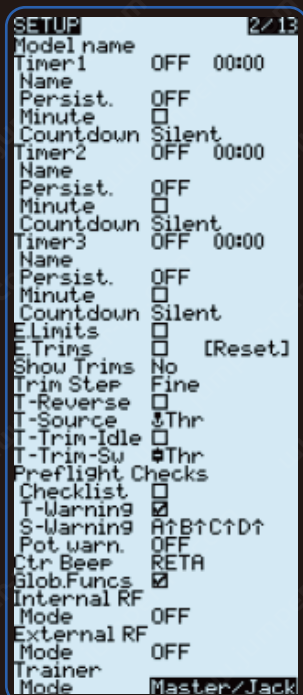 SETUP 2/13
Model name
Timer1 OFF 00:00
Name
Persist. OFF
Minute
Countdown Silent
Timer2 OFF 00:00
Name
Persist. OFF
Minute
Countdown Silent
Timer3 OFF 00:00
Name
Persist. OFF
Minute
Countdown Silent
E.Limits
E.Trims [Reset]
Show Trims No
Trim Step Fine
T-Reverse
T-Source Thr
T-Trim-Idle
T-Trim-Sw Thr
Preflight Checks
Checklist
T-Warning
S-Warning A↑B↑C↑D↑
Pot warn. OFF
Ctr Beep RETA
Glob.Funcs
Internal RF
Mode OFF
External RF
Mode OFF
Trainer
Mode Master/Jack